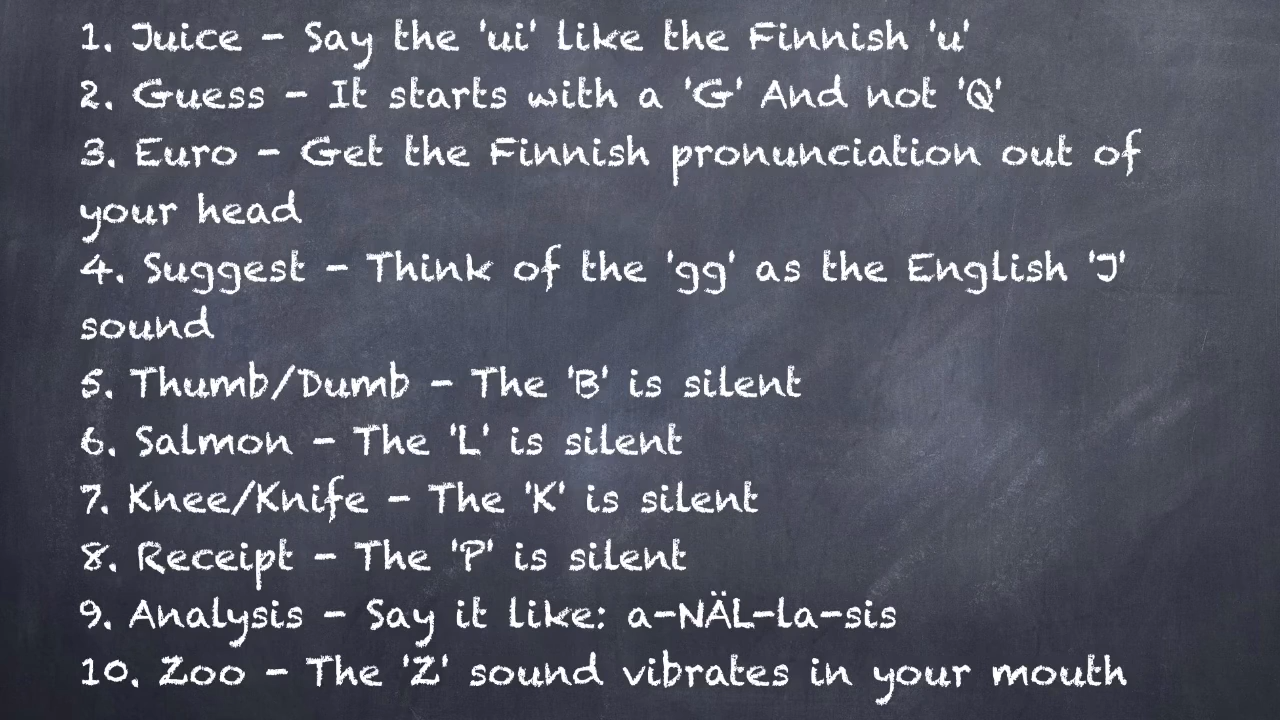 1. Juice - Say the 'ui' like the Finnish 'u'
2. Guess - It starts with a 'G' And not 'Q'
3. Euro - Get the Finnish pronunciation out of
your head
4. Suggest - Think of the 'gg' as the English 'J'
sound
5. Thumb/Dumb - The 'B' is silent
6. Salmon - The 'L' is silent
7. Knee/Knife - The 'K' is silent
8. Receipt - The 'P' is silent
9. Analysis - Say it like: a-NÄL-la-sis
10. Zoo - The 'Z' sound vibrates in your mouth